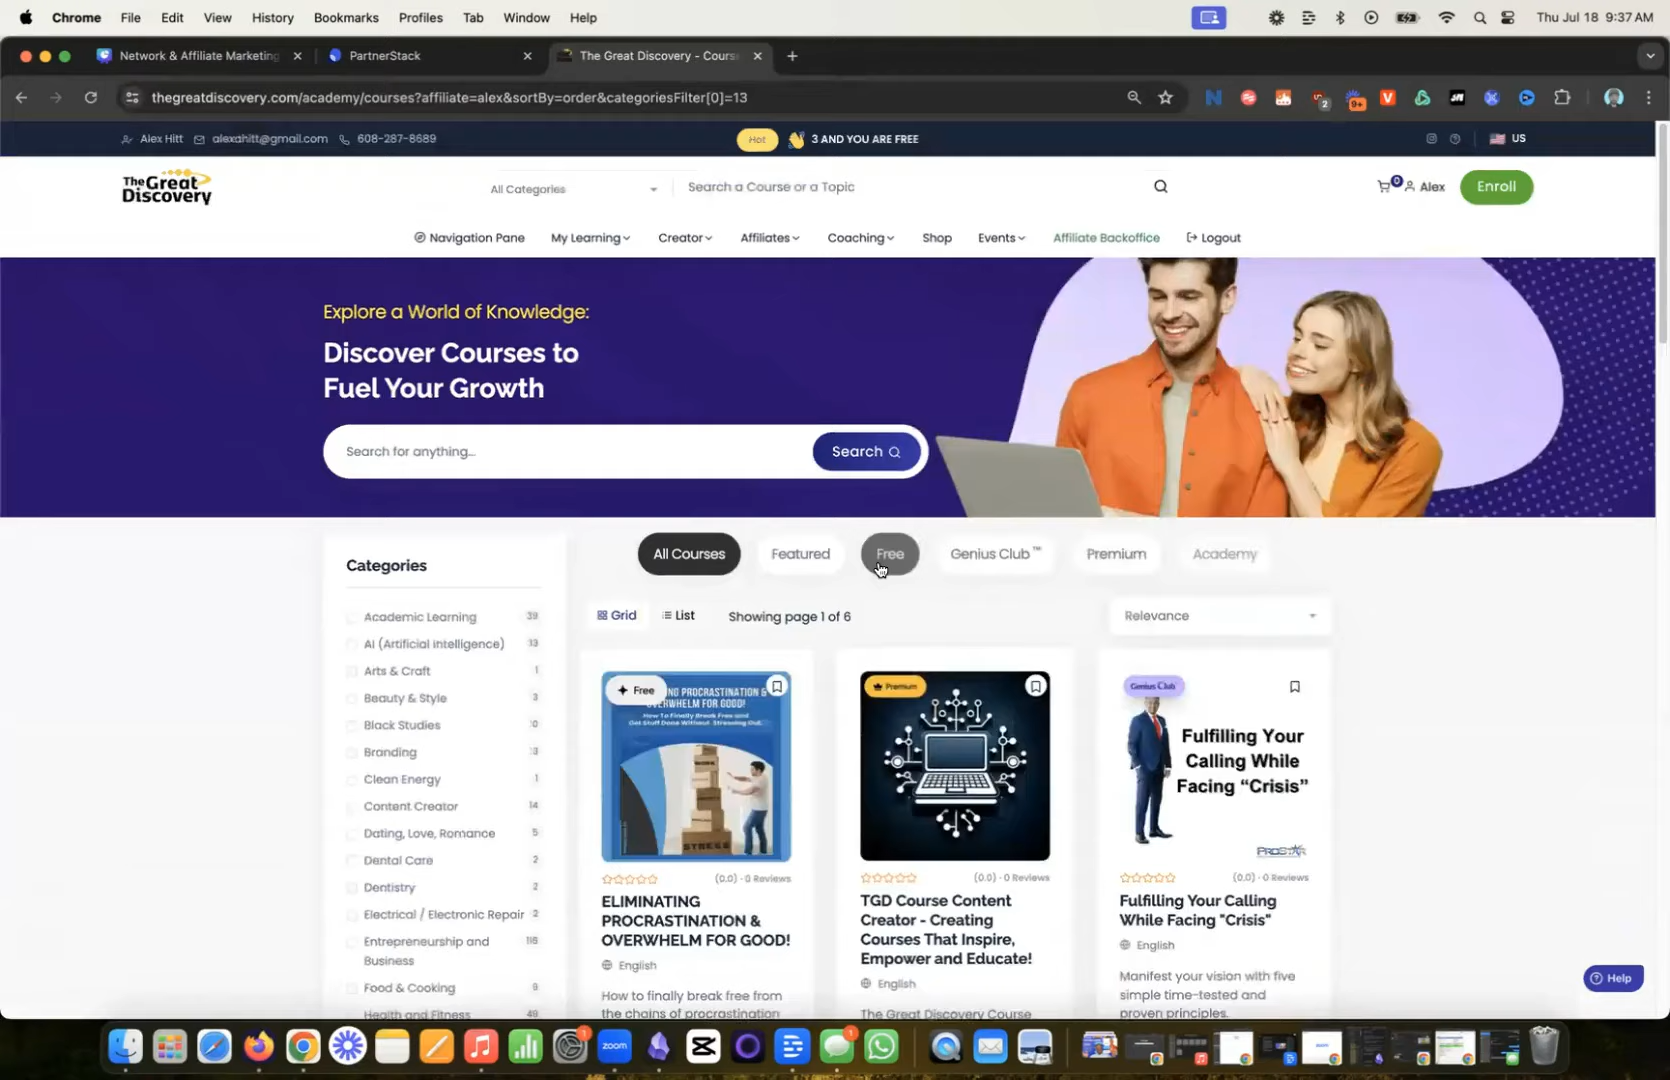 Chrome File Edit View History Bookmarks Profiles Tab Window Help Thu Jul 18 9:37 AM
Network & Affiliate Marketing PartnerStack The Great Discovery - Cours
thegreatdiscovery.com/academy/courses?affiliate=alex&sortBy=order&categoriesFilter[0]=13
2 9+
Alex Hitt alexahitt@gmail.com 608-287-8689 Hot 3 AND YOU ARE FREE US
The Great
Discovery
All Categories Search a Course or a Topic 0 Alex Enroll
Navigation Pane My Learning Creator Affiliates Coaching Shop Events Affiliate Backoffice Logout
Explore a World of Knowledge:
Discover Courses to
Fuel Your Growth
Search for anything... Search
Categories
Academic Learning 39
AI (Artificial Intelligence) 33
Arts & Craft 1
Beauty & Style 3
Black Studies
Branding
Clean Energy 1
Content Creator 14
Dating, Love, Romance 5
Dental Care 2
Dentistry 2
Electrical / Electronic Repair 2
Entrepreneurship and
Business 116
Food & Cooking 9
Health and Fitness
All Courses Featured Free Genius Club™ Premium Academy
Grid List Showing page 1 of 6 Relevance
Free
NG PROCRASTINATION &
OVERWHELM FOR GOOD!
How To Finally Break Free and
Get Stuff Done Without Stressing Out.
STRESS
(0.0) · 0 Reviews
ELIMINATING
PROCRASTINATION &
OVERWHELM FOR GOOD!
English
How to finally break free from
the chains of procrastination
Premium
(0.0) · 0 Reviews
TGD Course Content
Creator - Creating
Courses That Inspire,
Empower and Educate!
English
The Great Discovery Course
Genius Club
Fulfilling Your
Calling While
Facing “Crisis”
PROSTAR
(0.0) · 0 Reviews
Fulfilling Your Calling
While Facing "Crisis"
English
Manifest your vision with five
simple time-tested and
proven principles.
Help
zoom 1 1